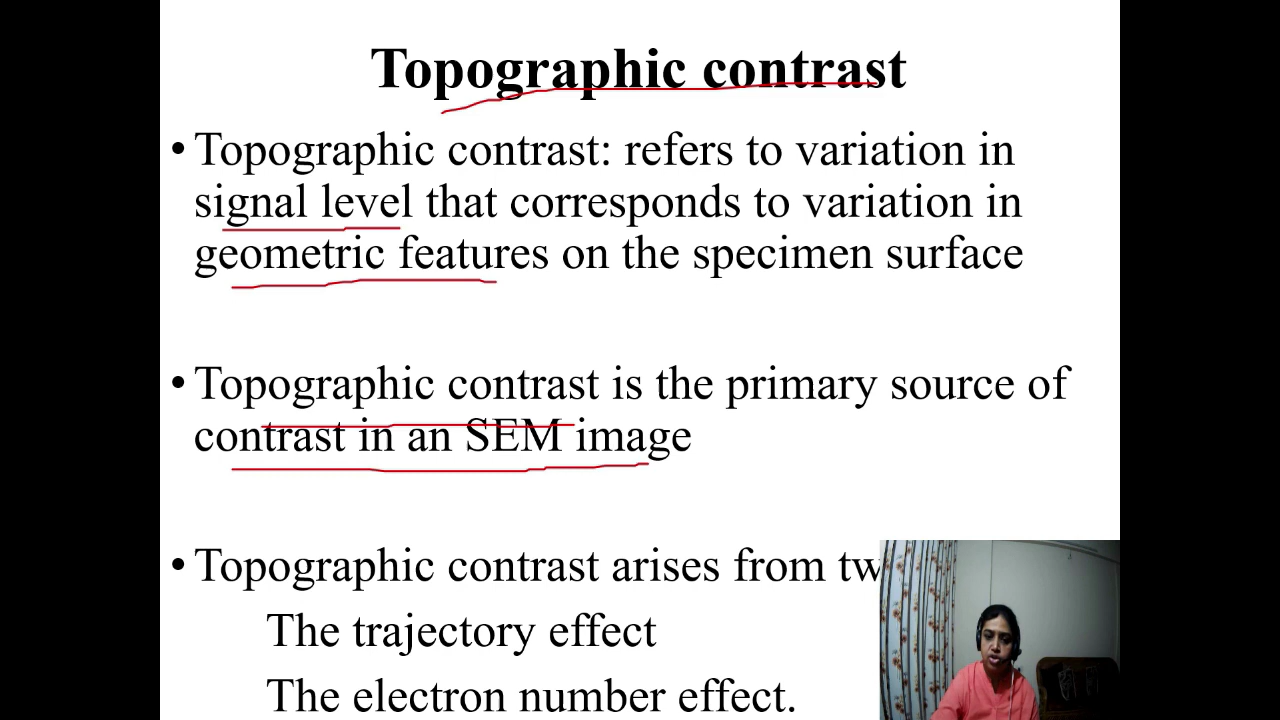 Topographic contrast
• Topographic contrast: refers to variation in
signal level that corresponds to variation in
geometric features on the specimen surface
• Topographic contrast is the primary source of
contrast in an SEM image
• Topographic contrast arises from
The trajectory effect
The electron number effect.